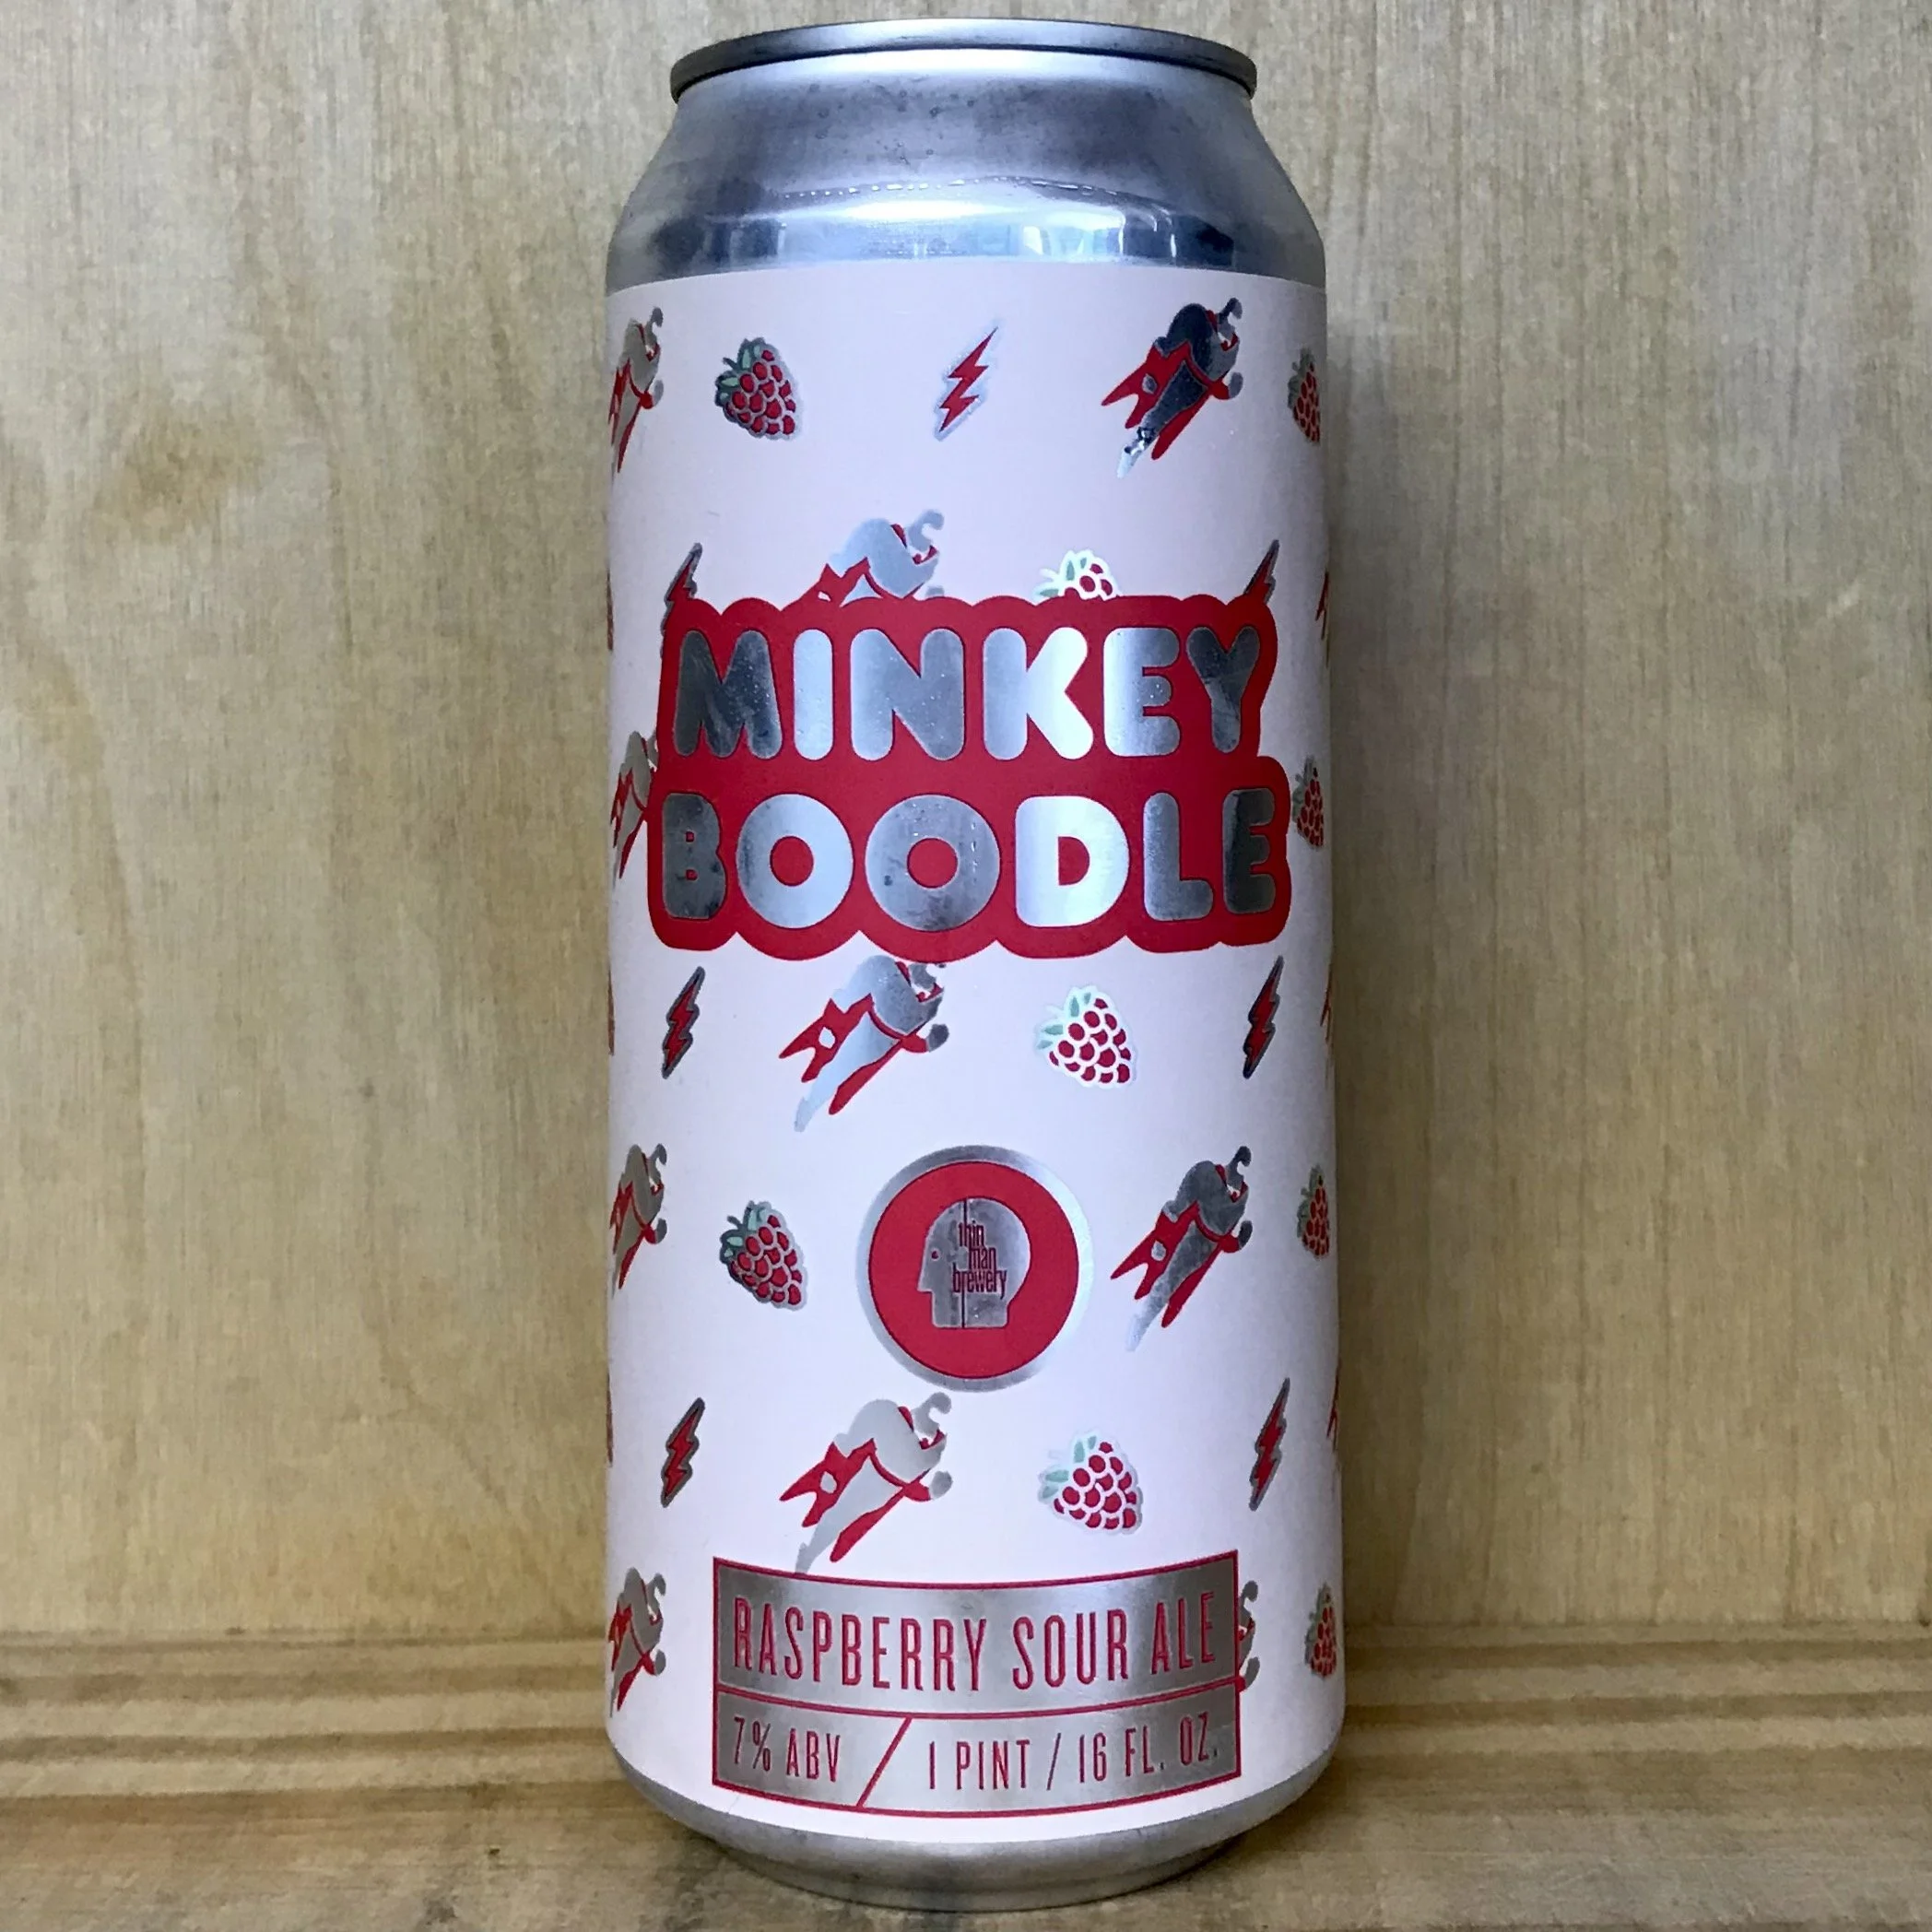 MINKEY
BOODLE
thin
man
brewery
RASPBERRY SOUR ALE
7% ABV / 1 PINT / 16 FL. OZ.